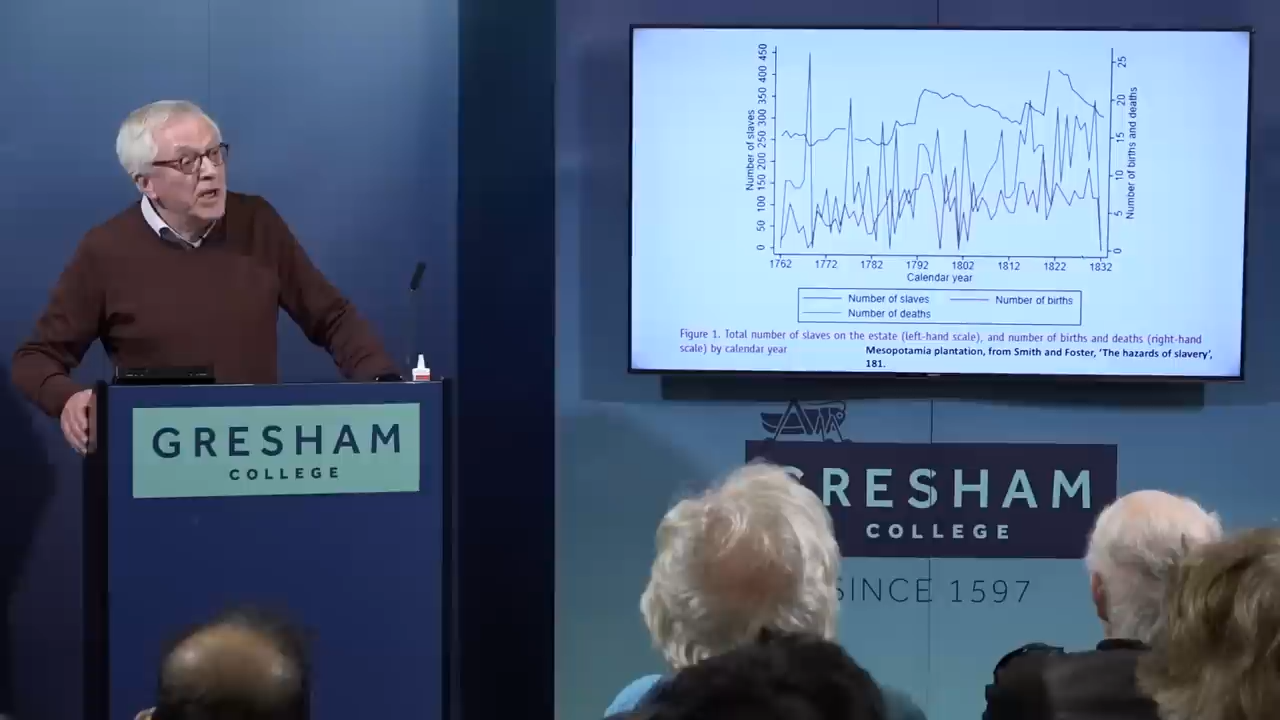 GRESHAM
COLLEGE
Number of slaves
0 50 100 150 200 250 300 350 400 450
25
20
15
10
5
0
Number of births and deaths
1762 1772 1782 1792 1802 1812 1822 1832
Calendar year
Number of slaves Number of births
Number of deaths
Figure 1. Total number of slaves on the estate (left-hand scale), and number of births and deaths (right-hand
scale) by calendar year
Mesopotamia plantation, from Smith and Foster, 'The hazards of slavery',
181.
GRESHAM
COLLEGE
SINCE 1597